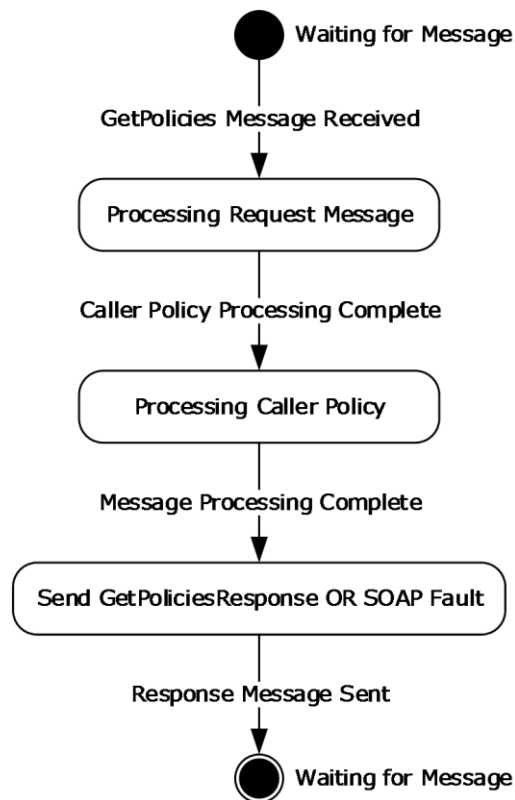 Waiting for Message
GetPolicies Message Received
Processing Request Message
Caller Policy Processing Complete
Processing Caller Policy
Message Processing Complete
Send GetPoliciesResponse OR SOAP Fault
Response Message Sent
Waiting for Message